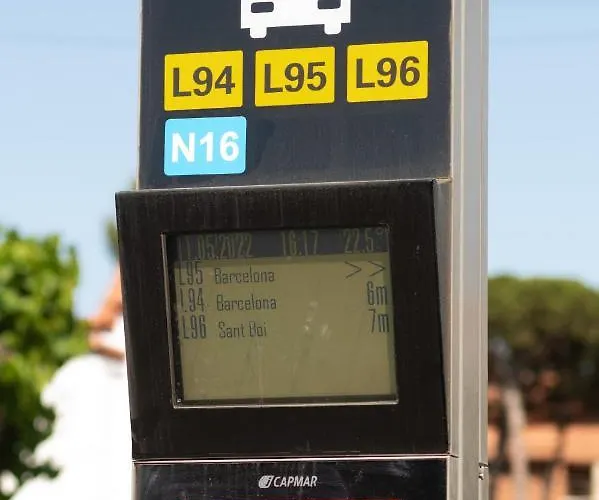 L94 L95 L96
N16
11.05.2022 16:17 22.5°
L95 Barcelona >>
L94 Barcelona 6m
L96 Sant Boi 7m
CAPMAR